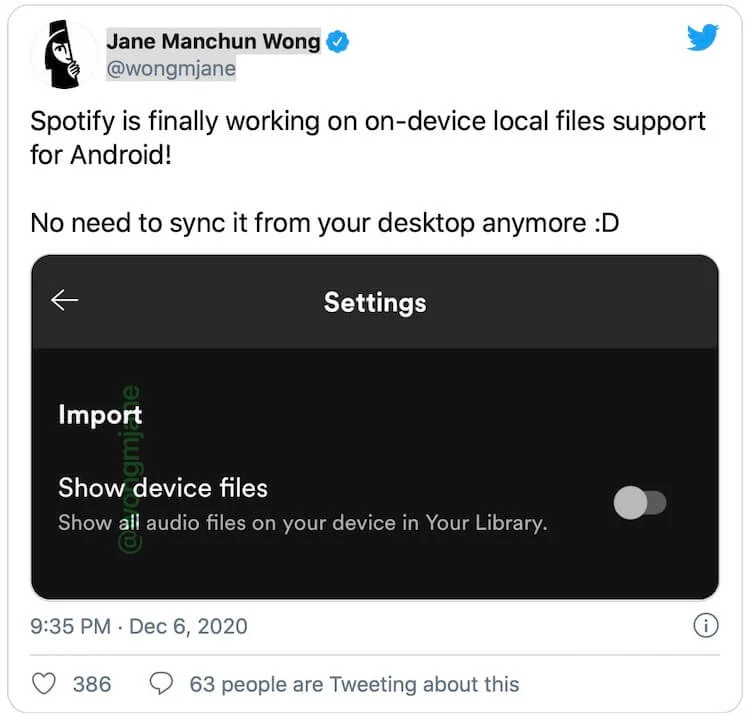 Jane Manchun Wong
@wongmjane
Spotify is finally working on on-device local files support
for Android!
No need to sync it from your desktop anymore :D
Settings
Import
Show device files
Show all audio files on your device in Your Library.
@wongmjane
9:35 PM · Dec 6, 2020
386
63 people are Tweeting about this